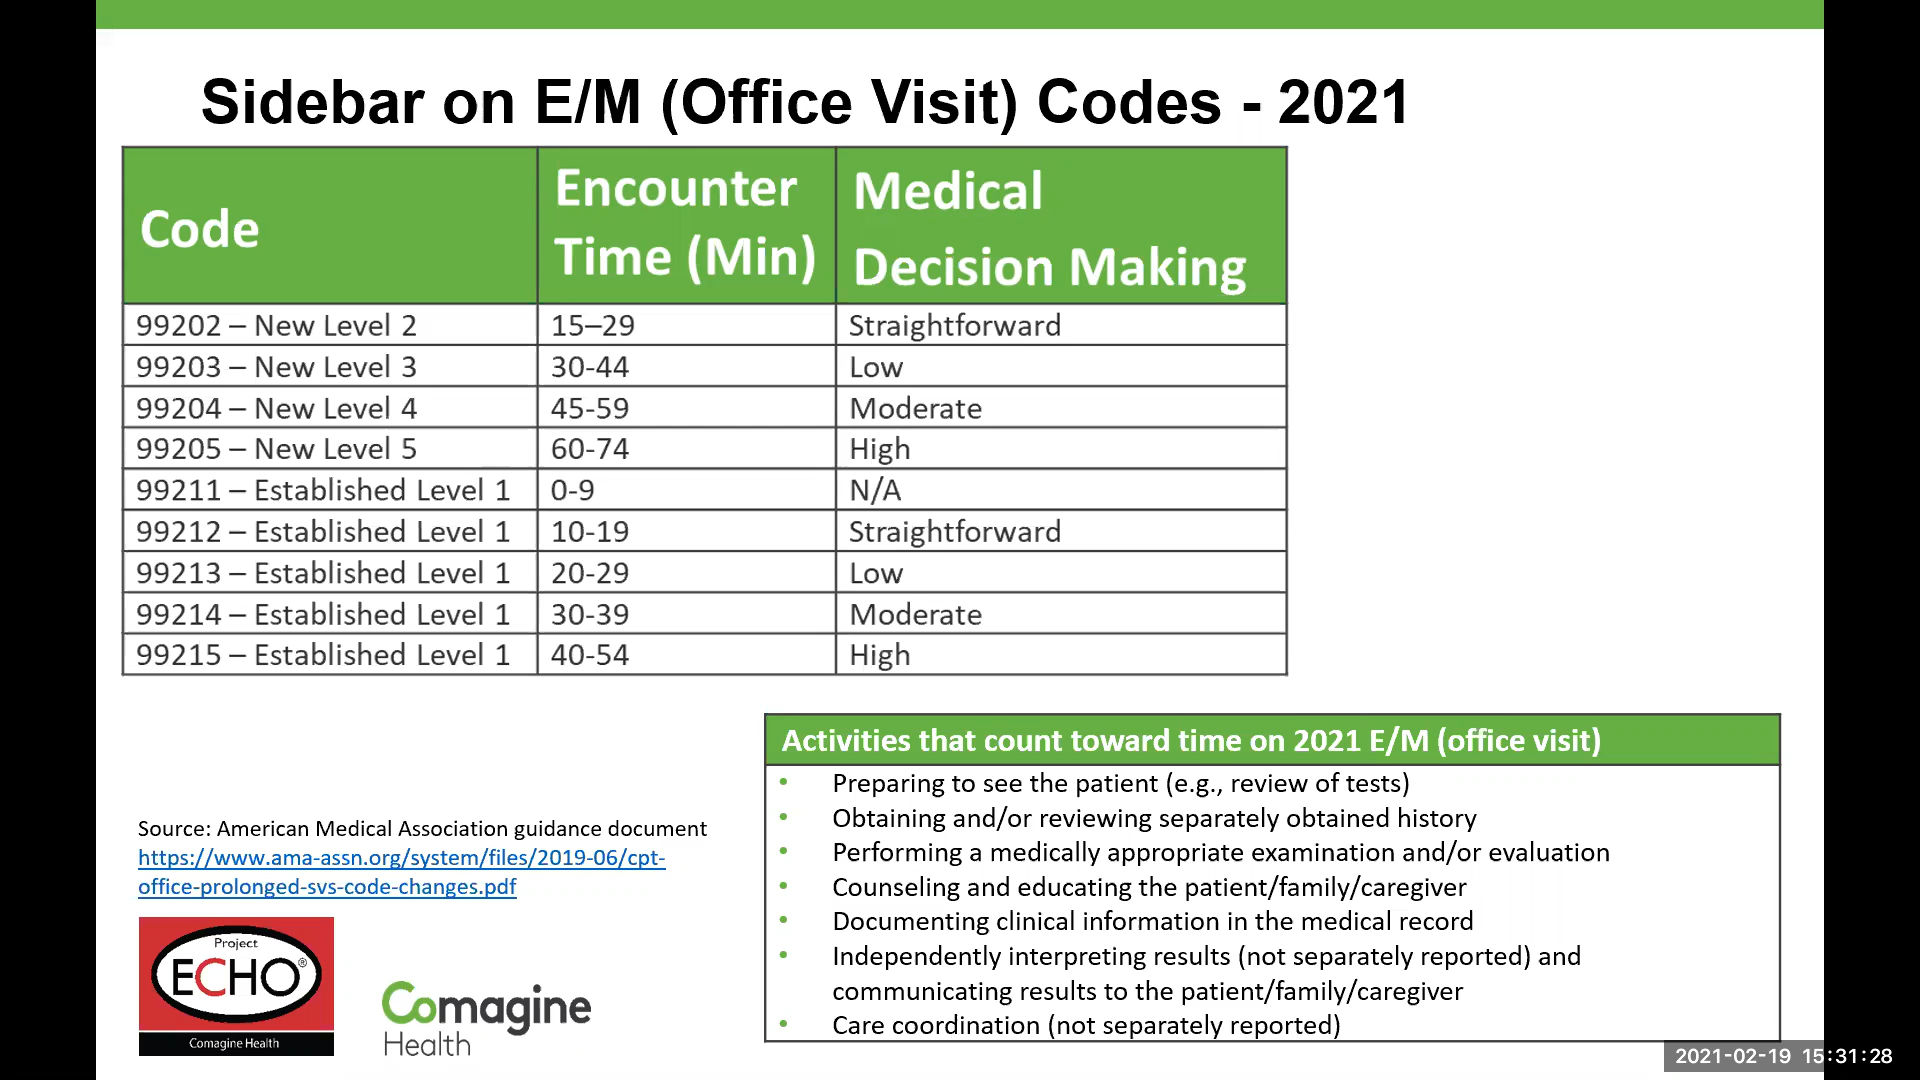 Sidebar on E/M (Office Visit) Codes - 2021
Code
Encounter
Time (Min)
Medical
Decision Making
99202 – New Level 2 15–29 Straightforward
99203 – New Level 3 30-44 Low
99204 – New Level 4 45-59 Moderate
99205 – New Level 5 60-74 High
99211 – Established Level 1 0-9 N/A
99212 – Established Level 1 10-19 Straightforward
99213 – Established Level 1 20-29 Low
99214 – Established Level 1 30-39 Moderate
99215 – Established Level 1 40-54 High
Activities that count toward time on 2021 E/M (office visit)
• Preparing to see the patient (e.g., review of tests)
• Obtaining and/or reviewing separately obtained history
• Performing a medically appropriate examination and/or evaluation
• Counseling and educating the patient/family/caregiver
• Documenting clinical information in the medical record
• Independently interpreting results (not separately reported) and
communicating results to the patient/family/caregiver
• Care coordination (not separately reported)
Source: American Medical Association guidance document
https://www.ama-assn.org/system/files/2019-06/cpt-
office-prolonged-svs-code-changes.pdf
Project
ECHO®
Comagine Health
Comagine
Health
2021-02-19 15:31:28